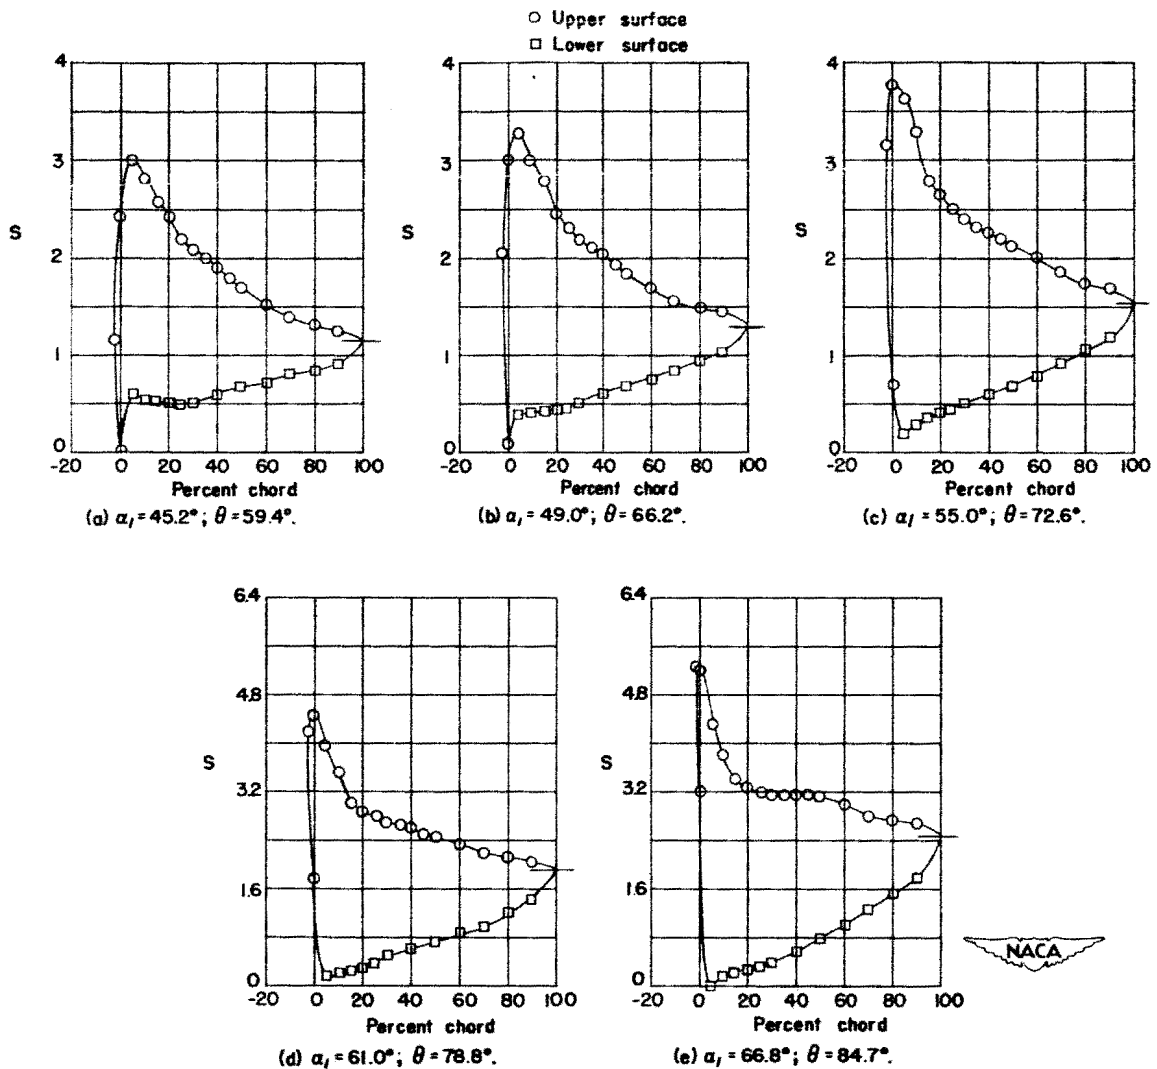 Upper surface
Lower surface
4
3
S
2
1
0
-20 0 20 40 60 80 100
Percent chord
(a) α₁ = 45.2°; θ = 59.4°.
4
3
S
2
1
0
-20 0 20 40 60 80 100
Percent chord
(b) α₁ = 49.0°; θ = 66.2°.
4
3
S
2
1
0
-20 0 20 40 60 80 100
Percent chord
(c) α₁ = 55.0°; θ = 72.6°.
6.4
4.8
S
3.2
1.6
0
-20 0 20 40 60 80 100
Percent chord
(d) α₁ = 61.0°; θ = 78.8°.
6.4
4.8
S
3.2
1.6
0
-20 0 20 40 60 80 100
Percent chord
(e) α₁ = 66.8°; θ = 84.7°.
NACA